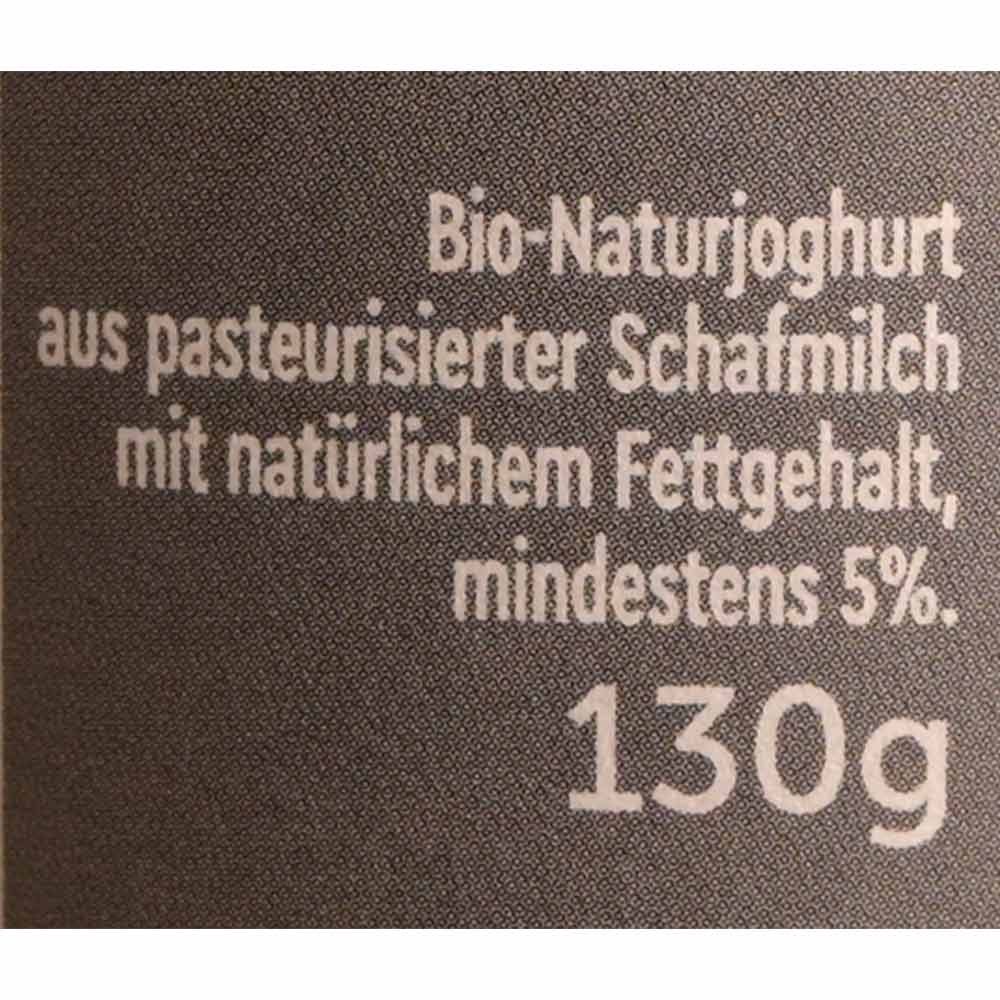 Bio-Naturjoghurt
aus pasteurisierter Schafmilch
mit natürlichem Fettgehalt,
mindestens 5%.
130g